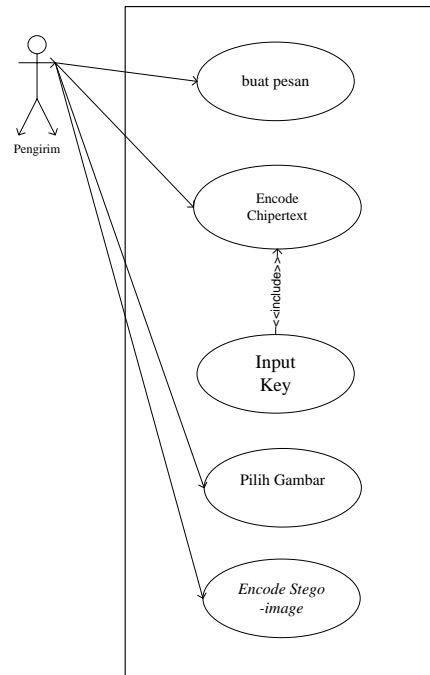 buat pesan
Pengirim
Encode
Chipertext
<<include>>
Input
Key
Pilih Gambar
Encode Stego
-image